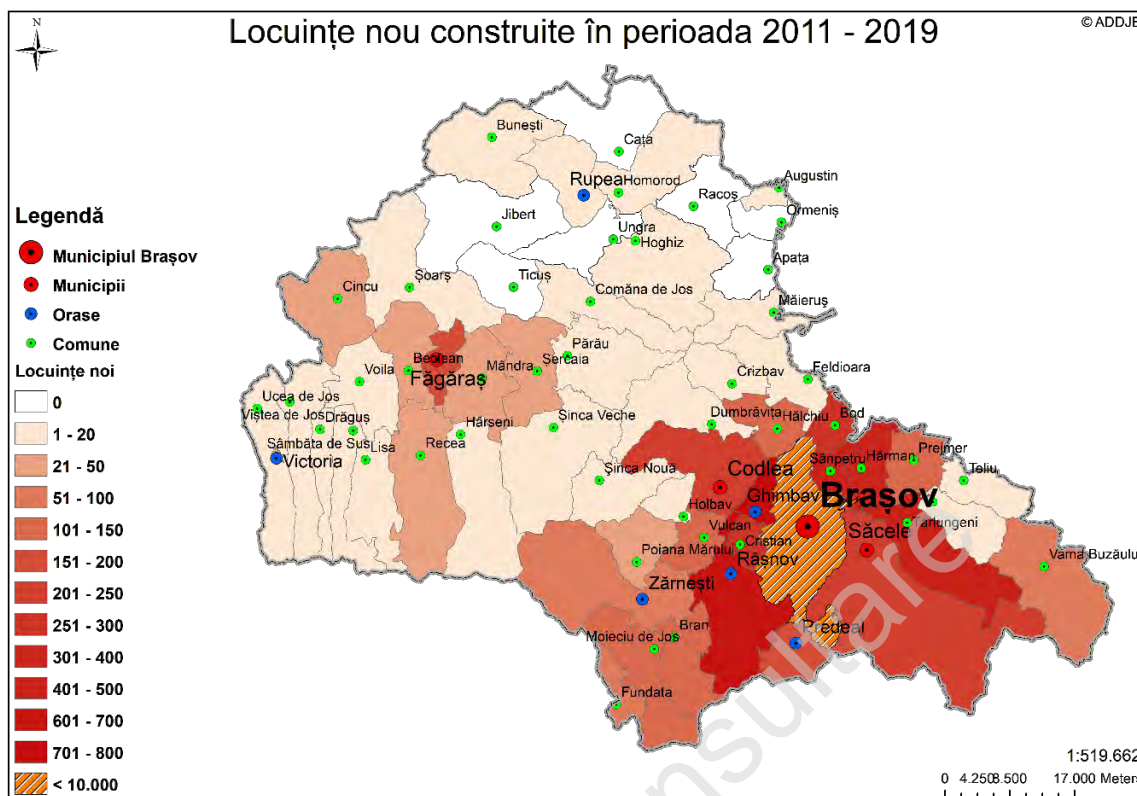 N
Locuințe nou construite în perioada 2011 - 2019
© ADDJB
Bunești
Cața
Rupea
Homorod
Augustin
Racoș
Ormeniș
Jibert
Ungra
Hoghiz
Apața
Cincu
Șoarș
Ticuș
Comăna de Jos
Măieruș
Părău
Beclean
Voila
Mândra
Șercaia
Făgăraș
Crizbav
Feldioara
Ucea de Jos
Viștea de Jos
Drăguș
Hârseni
Șinca Veche
Dumbrăvița
Hălchiu
Bod
Sâmbăta de Sus
Lisa
Recea
Victoria
Codlea
Sânpetru
Hărman
Prejmer
Teliu
Șinca Nouă
Ghimbav
Brașov
Holbav
Tărlungeni
Vulcan
Cristian
Săcele
Poiana Mărului
Râșnov
Vama Buzăului
Zărnești
Bran
Predeal
Moieciu de Jos
Fundata
Legendă
Municipiul Brașov
Municipii
Orase
Comune
Locuințe noi
0
1 - 20
21 - 50
51 - 100
101 - 150
151 - 200
201 - 250
251 - 300
301 - 400
401 - 500
601 - 700
701 - 800
< 10.000
nsultare
1:519.662
0 4.250 8.500 17.000 Meters